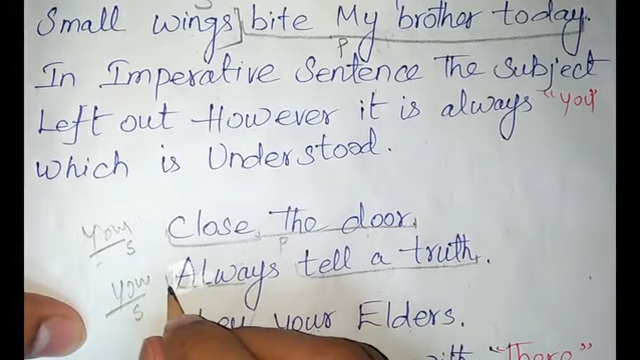 Small wings] bite My brother today.
P
In Imperative Sentence The Subject
Left out However it is always "you"
which is Understood.
you Close The door.
S P
you Always tell a truth.
S your Elders.
"There"